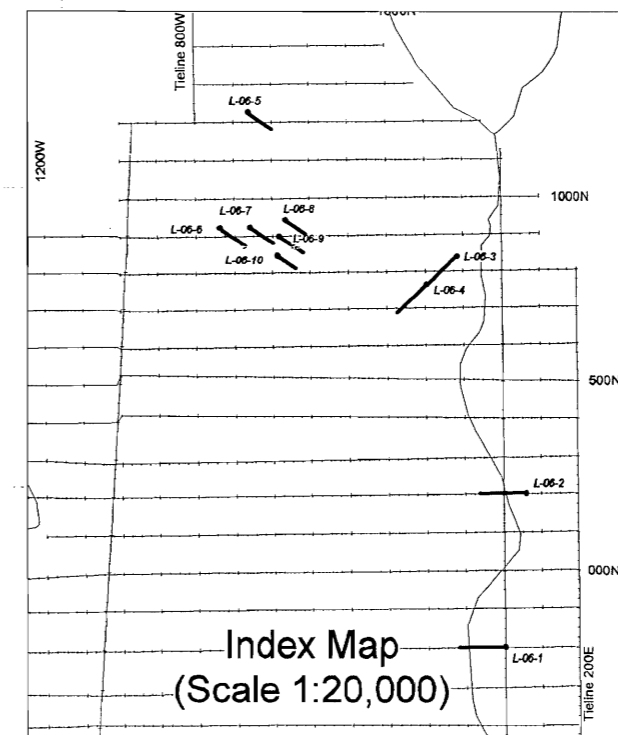 Tieline 800W
L-06-5
1200W
1000N
L-06-7
L-06-8
L-06-6
L-06-9
L-06-3
L-06-10
L-06-4
500N
L-06-2
000N
Index Map
(Scale 1:20,000)
L-06-1
Tieline 200E